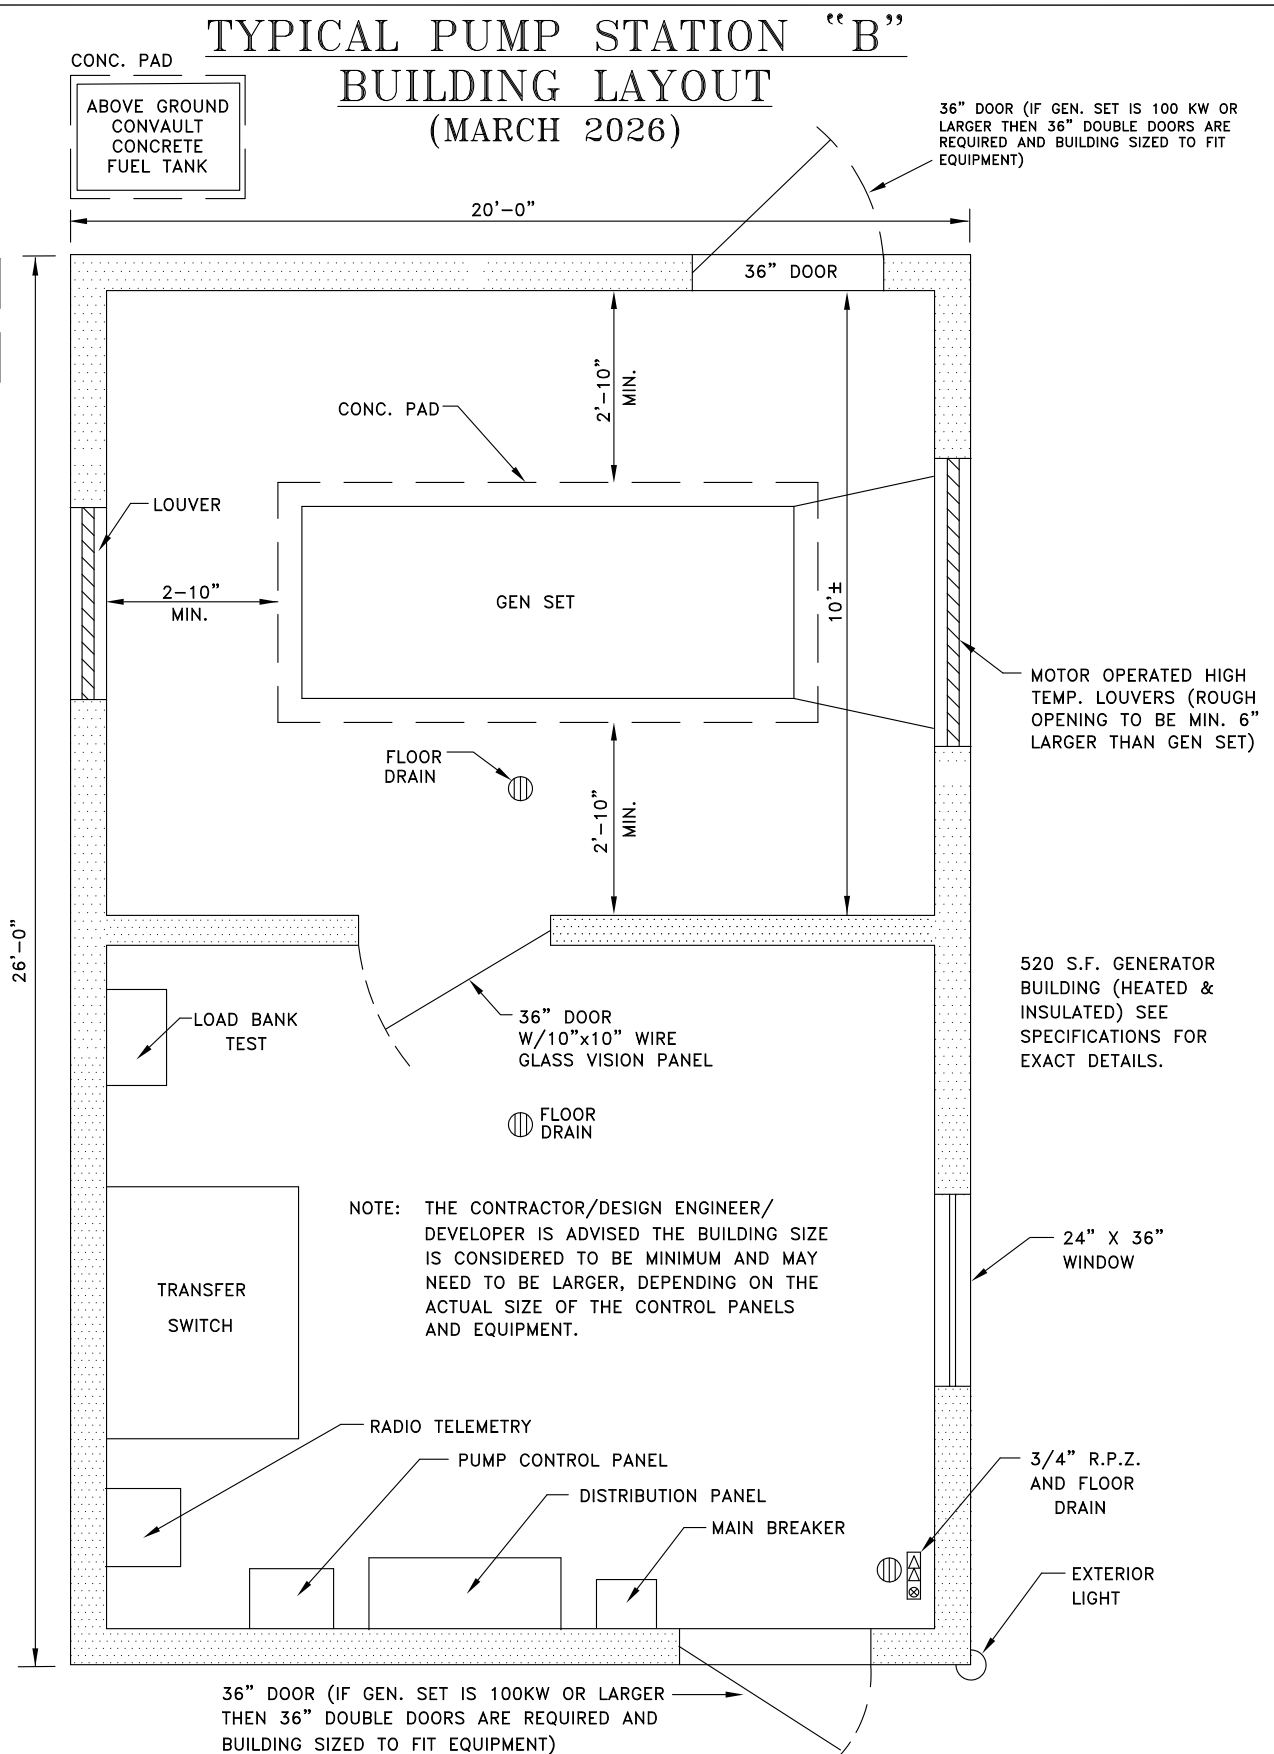 TYPICAL PUMP STATION “B”
BUILDING LAYOUT
(MARCH 2026)
CONC. PAD
ABOVE GROUND
CONVAULT
CONCRETE
FUEL TANK
36” DOOR (IF GEN. SET IS 100 KW OR
LARGER THEN 36” DOUBLE DOORS ARE
REQUIRED AND BUILDING SIZED TO FIT
EQUIPMENT)
20’-0”
36” DOOR
2’-10”
MIN.
CONC. PAD
LOUVER
2-10”
MIN.
GEN SET
10’±
MOTOR OPERATED HIGH
TEMP. LOUVERS (ROUGH
OPENING TO BE MIN. 6”
LARGER THAN GEN SET)
FLOOR
DRAIN
2’-10”
MIN.
26’-0”
520 S.F. GENERATOR
BUILDING (HEATED &
INSULATED) SEE
SPECIFICATIONS FOR
EXACT DETAILS.
LOAD BANK
TEST
36” DOOR
W/10”x10” WIRE
GLASS VISION PANEL
FLOOR
DRAIN
NOTE: THE CONTRACTOR/DESIGN ENGINEER/
DEVELOPER IS ADVISED THE BUILDING SIZE
IS CONSIDERED TO BE MINIMUM AND MAY
NEED TO BE LARGER, DEPENDING ON THE
ACTUAL SIZE OF THE CONTROL PANELS
AND EQUIPMENT.
24” X 36”
WINDOW
TRANSFER
SWITCH
RADIO TELEMETRY
PUMP CONTROL PANEL
DISTRIBUTION PANEL
MAIN BREAKER
3/4” R.P.Z.
AND FLOOR
DRAIN
EXTERIOR
LIGHT
36” DOOR (IF GEN. SET IS 100KW OR LARGER
THEN 36” DOUBLE DOORS ARE REQUIRED AND
BUILDING SIZED TO FIT EQUIPMENT)